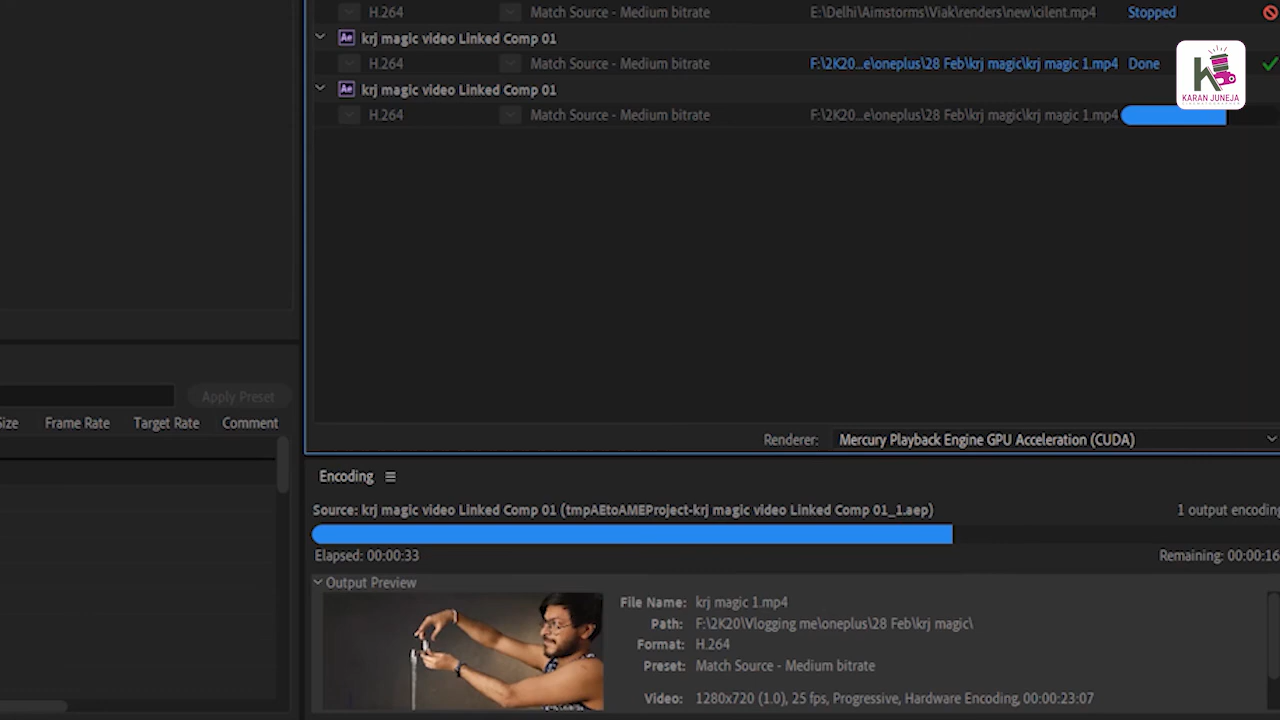 H.264 Match Source - Medium bitrate E:\Delhi\Aimstorms\Viak\renders\new\cilent.mp4 Stopped
Ae krj magic video Linked Comp 01
H.264 Match Source - Medium bitrate F:\2K20...e\oneplus\28 Feb\krj magic\krj magic 1.mp4 Done
Ae krj magic video Linked Comp 01
H.264 Match Source - Medium bitrate F:\2K20...e\oneplus\28 Feb\krj magic\krj magic 1.mp4
K
KARAN JUNEJA
Apply Preset
Size Frame Rate Target Rate Comment
Renderer: Mercury Playback Engine GPU Acceleration (CUDA)
Encoding
Source: krj magic video Linked Comp 01 (tmpAEtoAMEProject-krj magic video Linked Comp 01_1.aep) 1 output encoding
Elapsed: 00:00:33 Remaining: 00:00:16
Output Preview
File Name: krj magic 1.mp4
Path: F:\2K20\Vlogging me\oneplus\28 Feb\krj magic\
Format: H.264
Preset: Match Source - Medium bitrate
Video: 1280x720 (1.0), 25 fps, Progressive, Hardware Encoding, 00:00:23:07